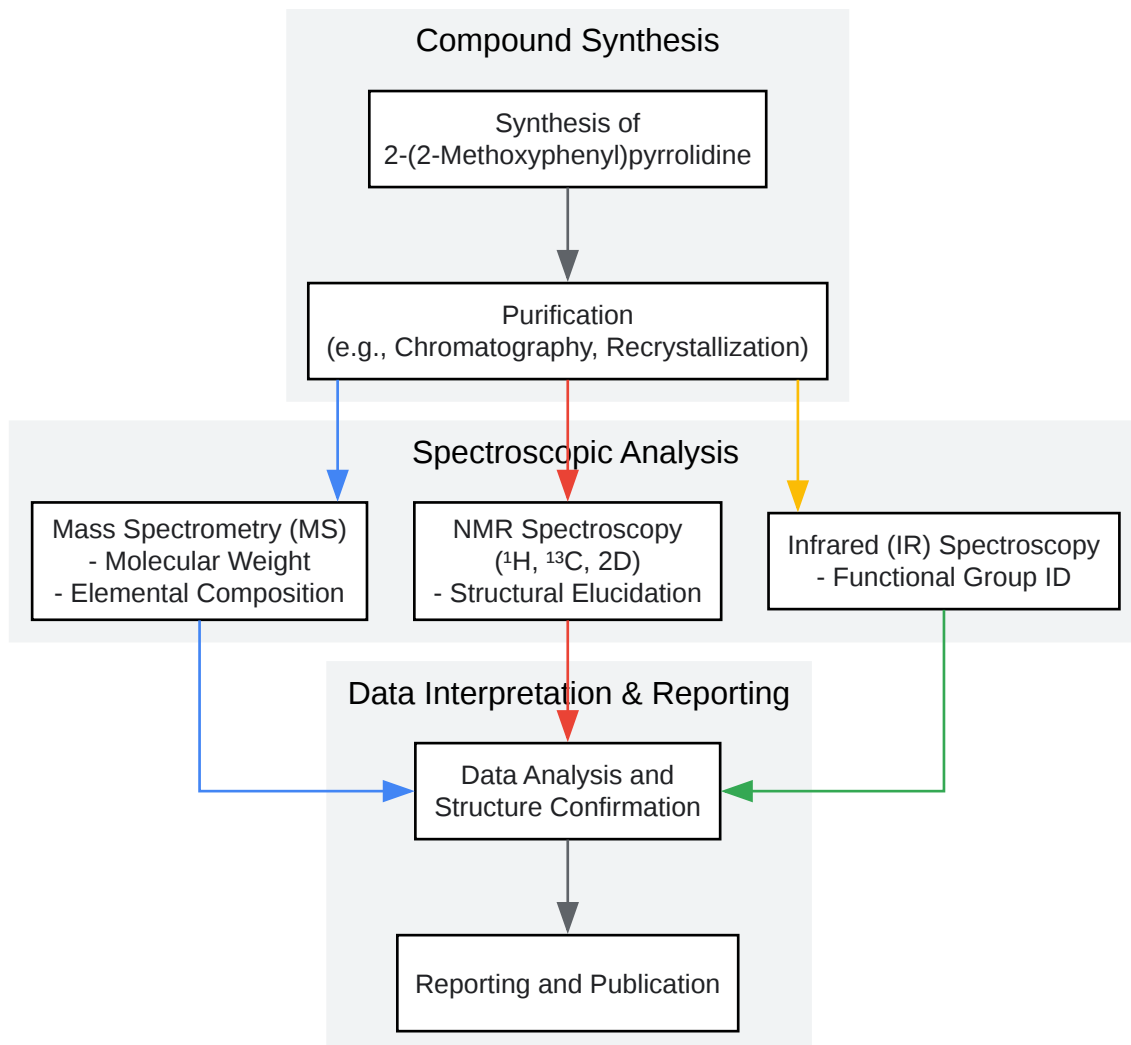 Compound Synthesis
Synthesis of
2-(2-Methoxyphenyl)pyrrolidine
Purification
(e.g., Chromatography, Recrystallization)
Spectroscopic Analysis
Mass Spectrometry (MS)
- Molecular Weight
- Elemental Composition
NMR Spectroscopy
(¹H, ¹³C, 2D)
- Structural Elucidation
Infrared (IR) Spectroscopy
- Functional Group ID
Data Interpretation & Reporting
Data Analysis and
Structure Confirmation
Reporting and Publication